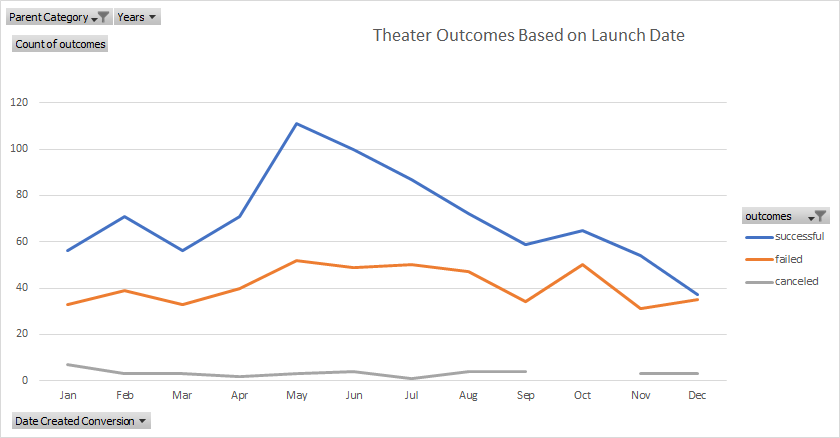 Parent Category Years
Theater Outcomes Based on Launch Date
Count of outcomes
120
100
80
60
40
20
0
Jan Feb Mar Apr May Jun Jul Aug Sep Oct Nov Dec
outcomes
successful
failed
canceled
Date Created Conversion